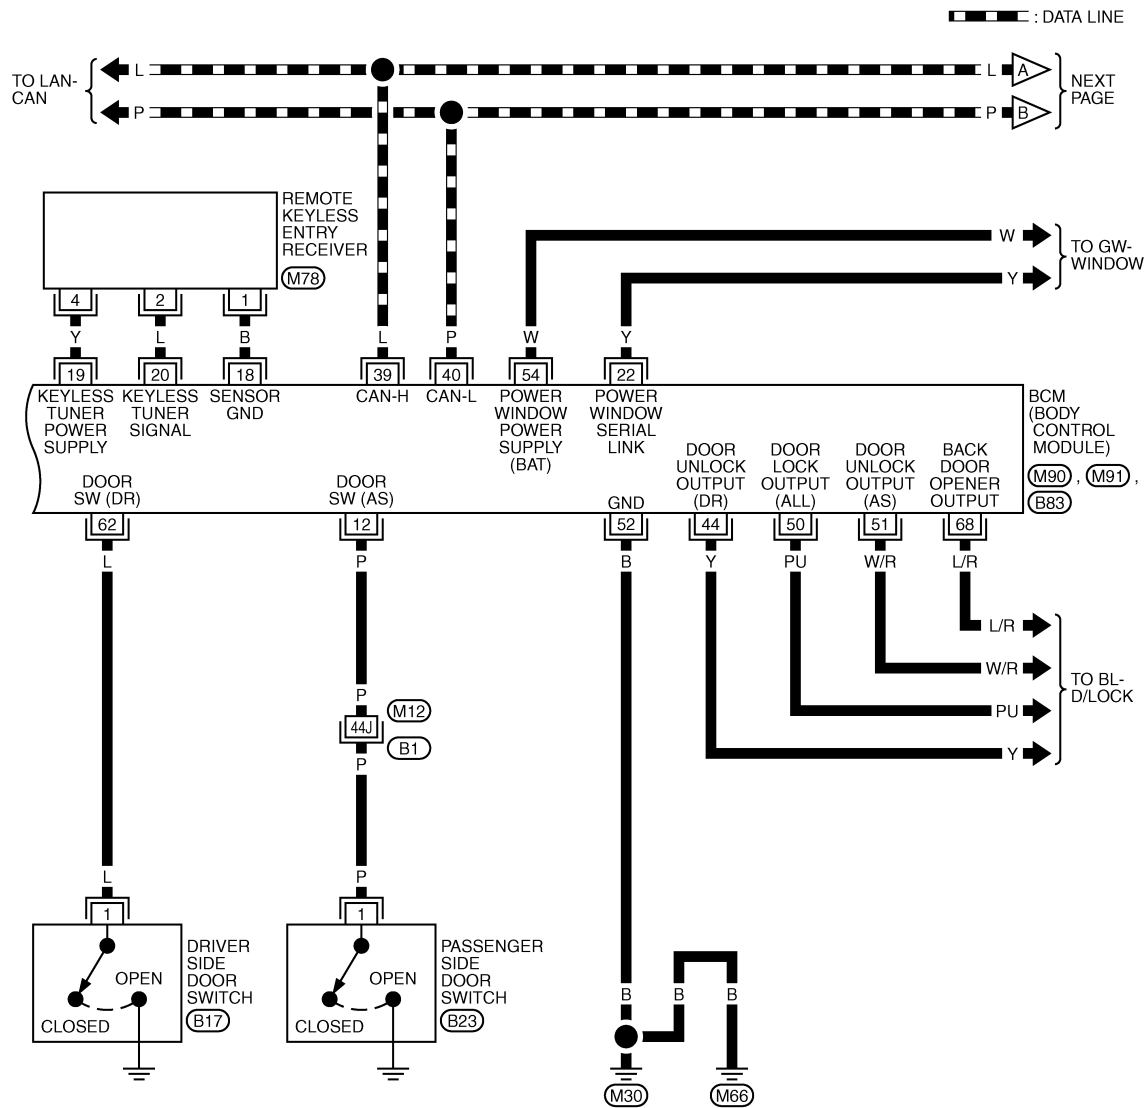 : DATA LINE
TO LAN-
CAN
L
L
A
P
P
B
NEXT
PAGE
REMOTE
KEYLESS
ENTRY
RECEIVER
M78
W
Y
TO GW-
WINDOW
4
2
1
Y
L
B
L
P
W
Y
19
20
18
39
40
54
22
KEYLESS
TUNER
POWER
SUPPLY
KEYLESS
TUNER
SIGNAL
SENSOR
GND
CAN-H
CAN-L
POWER
WINDOW
POWER
SUPPLY
(BAT)
POWER
WINDOW
SERIAL
LINK
BCM
(BODY
CONTROL
MODULE)
M90 , M91 ,
B83
DOOR
SW (DR)
DOOR
SW (AS)
GND
DOOR
UNLOCK
OUTPUT
(DR)
DOOR
LOCK
OUTPUT
(ALL)
DOOR
UNLOCK
OUTPUT
(AS)
BACK
DOOR
OPENER
OUTPUT
62
12
52
44
50
51
68
L
P
B
Y
PU
W/R
L/R
L/R
W/R
PU
Y
TO BL-
D/LOCK
P
44J
M12
B1
P
L
P
1
1
DRIVER
SIDE
DOOR
SWITCH
B17
OPEN
CLOSED
PASSENGER
SIDE
DOOR
SWITCH
B23
OPEN
CLOSED
B
B
B
M30
M66